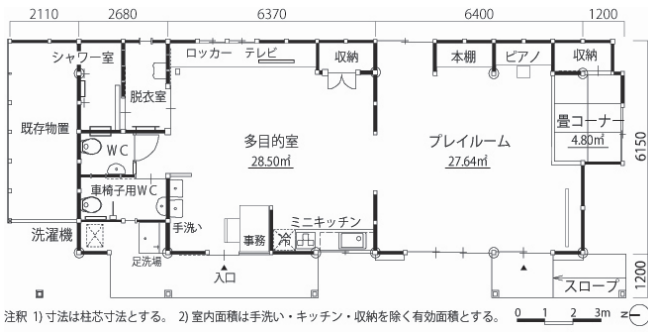 2110 2680 6370 6400 1200
シャワー室 ロッカー テレビ 収納 本棚 ピアノ 収納
脱衣室
既存物置
畳コーナー
4.80㎡
WC 多目的室 プレイルーム
28.50㎡ 27.64㎡
6150
車椅子用WC
手洗い
洗濯機 事務 ミニキッチン
冷
足洗場
入口
スロープ
1200
注釈 1) 寸法は柱芯寸法とする。 2) 室内面積は手洗い・キッチン・収納を除く有効面積とする。
0 1 2 3m N